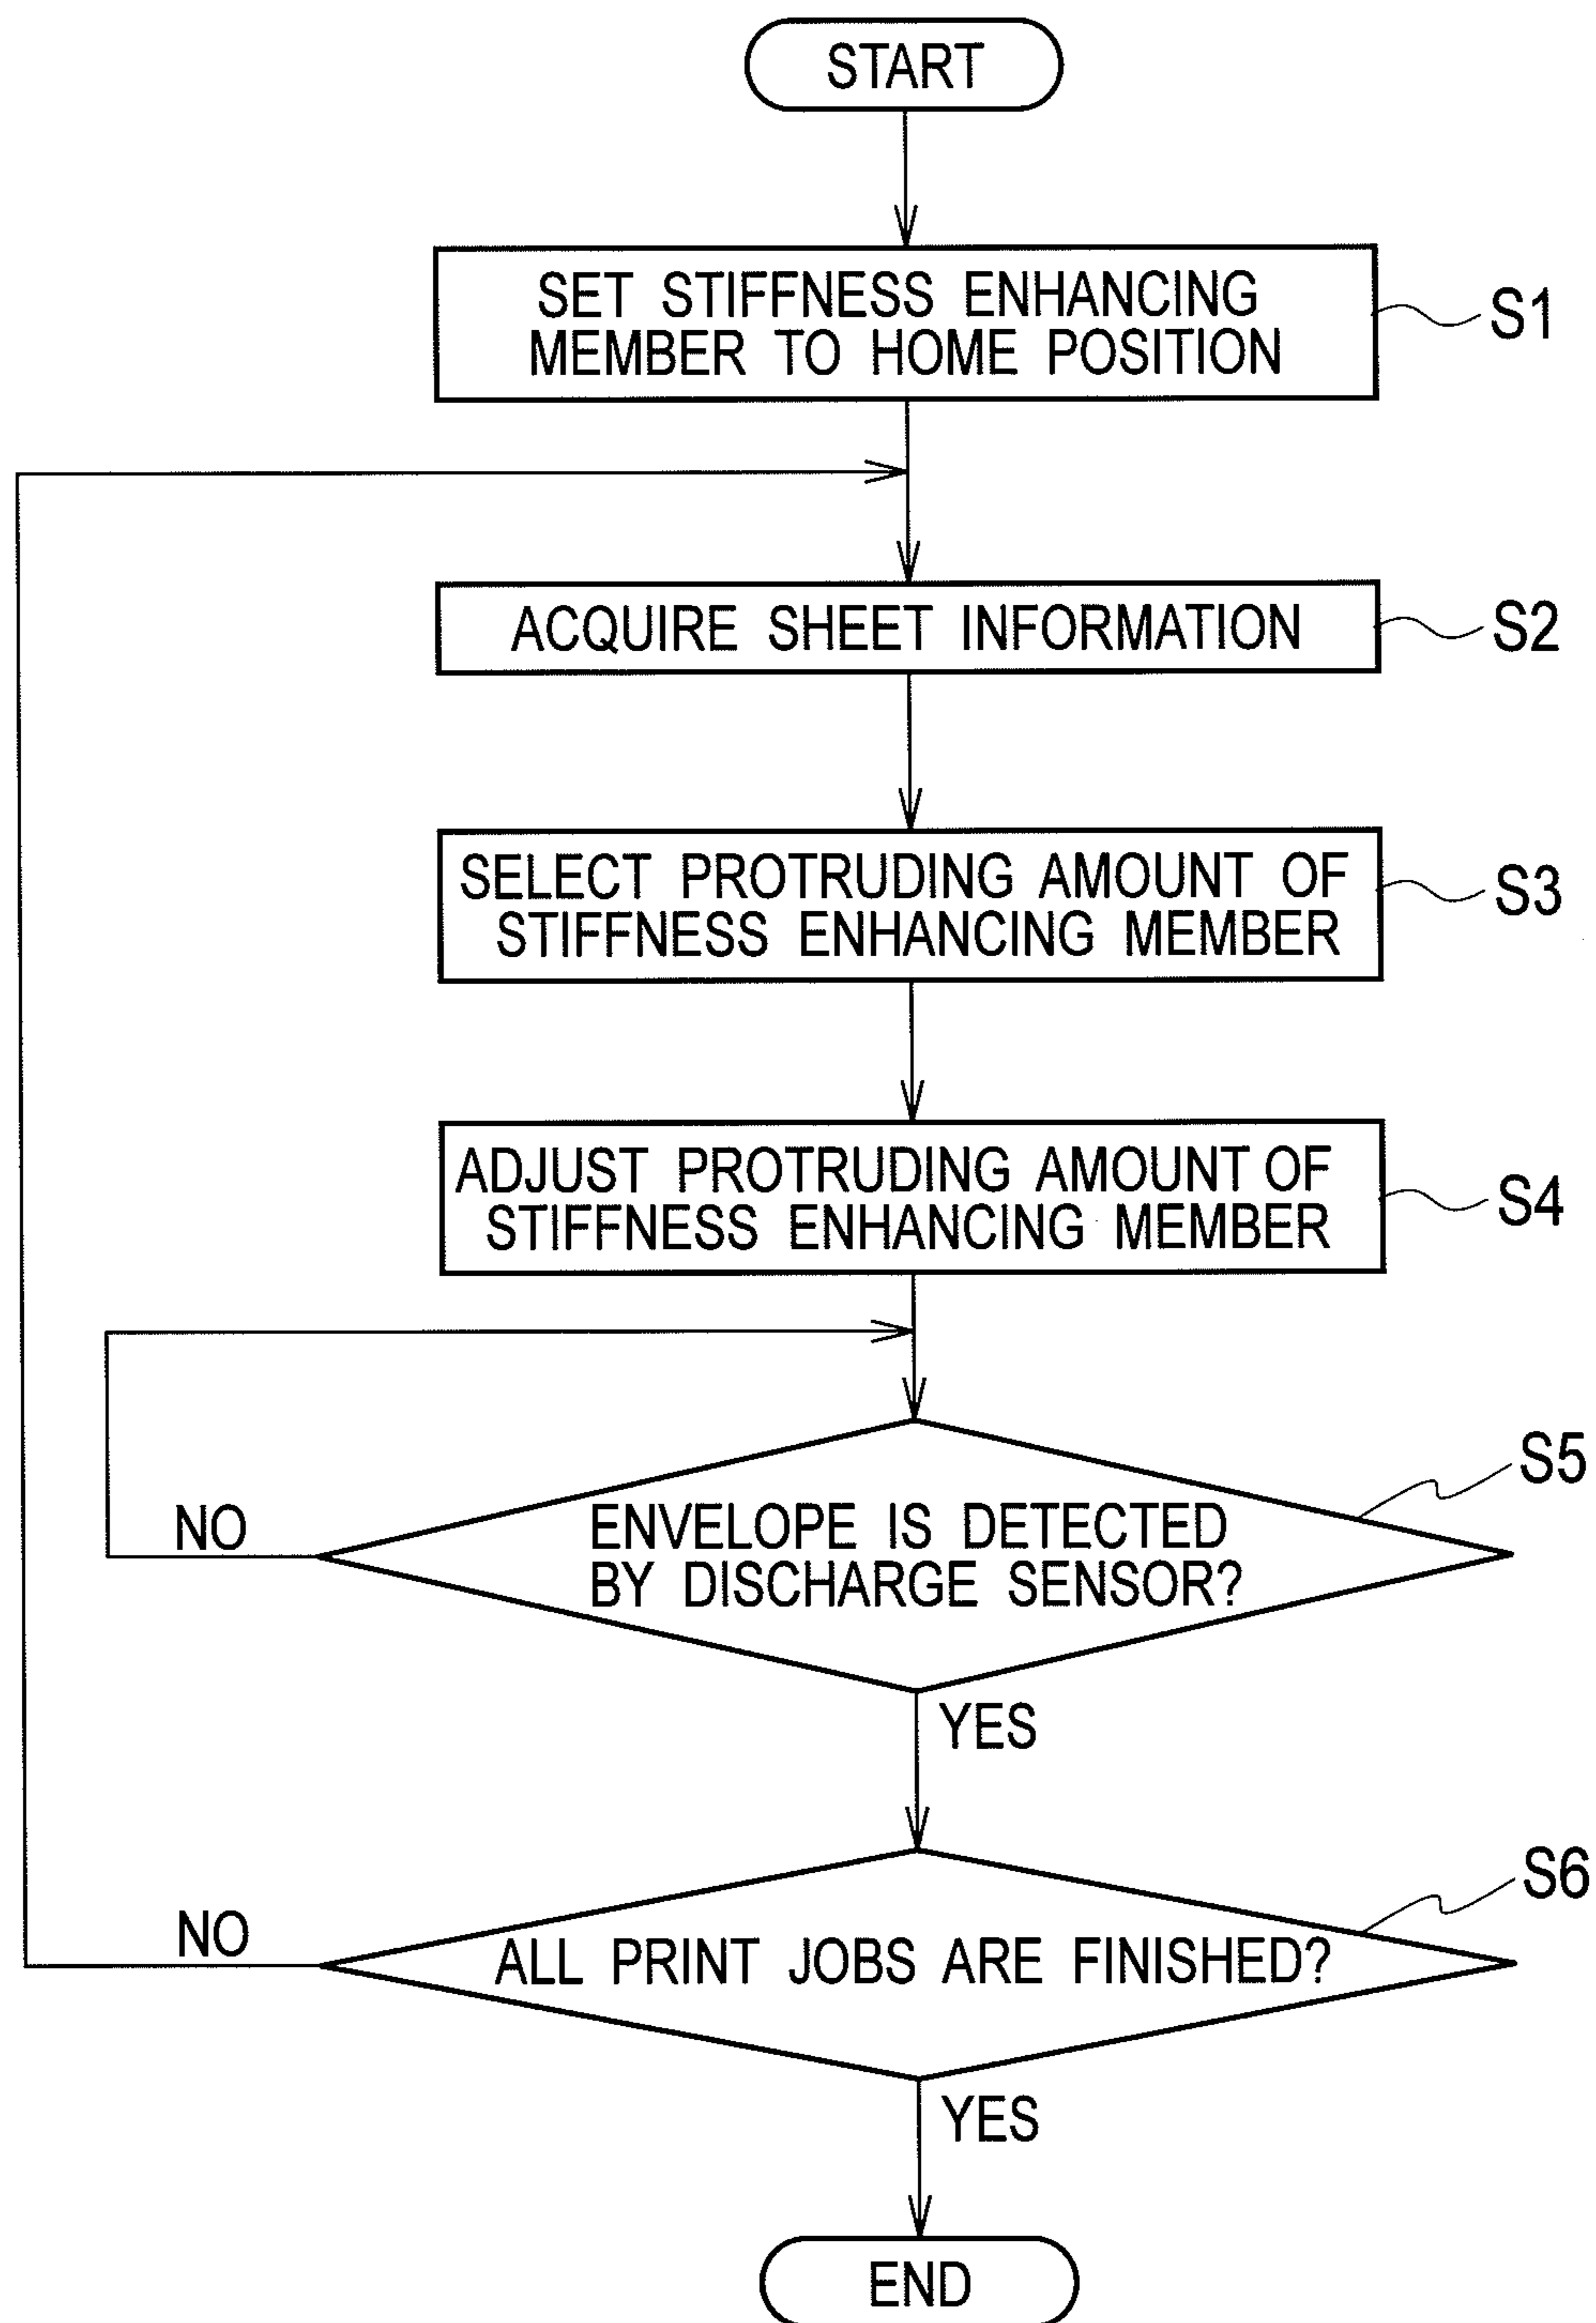 START
SET STIFFNESS ENHANCING
MEMBER TO HOME POSITION
S1
ACQUIRE SHEET INFORMATION
S2
SELECT PROTRUDING AMOUNT OF
STIFFNESS ENHANCING MEMBER
S3
ADJUST PROTRUDING AMOUNT OF
STIFFNESS ENHANCING MEMBER
S4
S5
NO
ENVELOPE IS DETECTED
BY DISCHARGE SENSOR?
YES
S6
NO
ALL PRINT JOBS ARE FINISHED?
YES
END